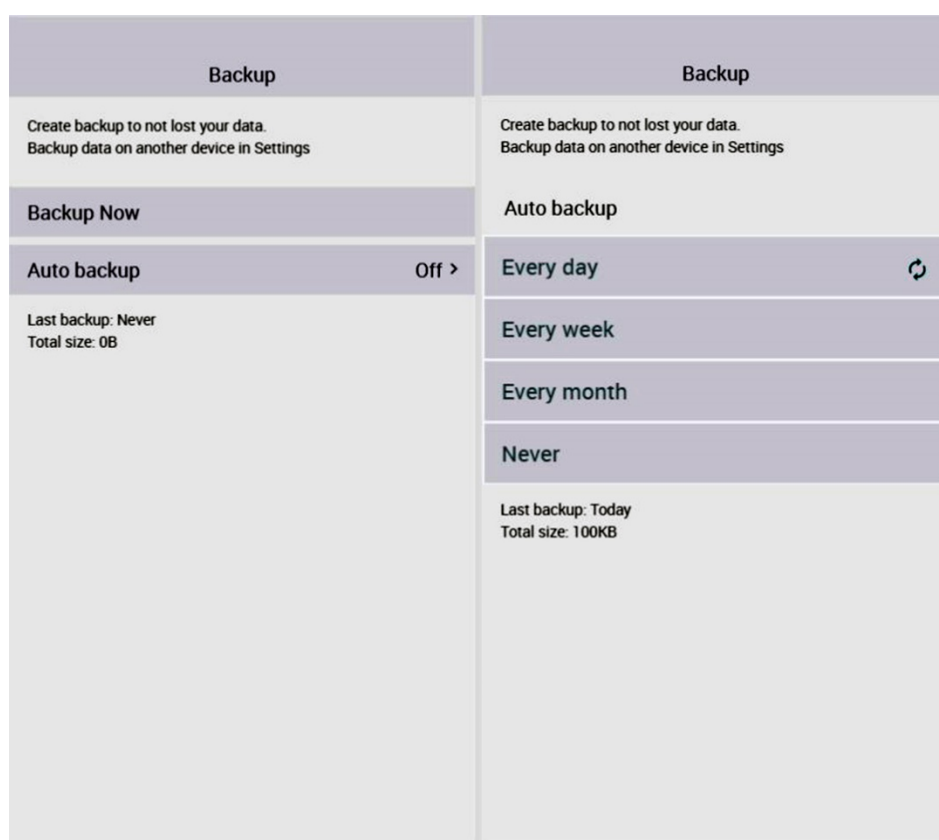 Backup
Create backup to not lost your data.
Backup data on another device in Settings
Backup Now
Auto backup Off >
Last backup: Never
Total size: 0B
Backup
Create backup to not lost your data.
Backup data on another device in Settings
Auto backup
Every day
Every week
Every month
Never
Last backup: Today
Total size: 100KB